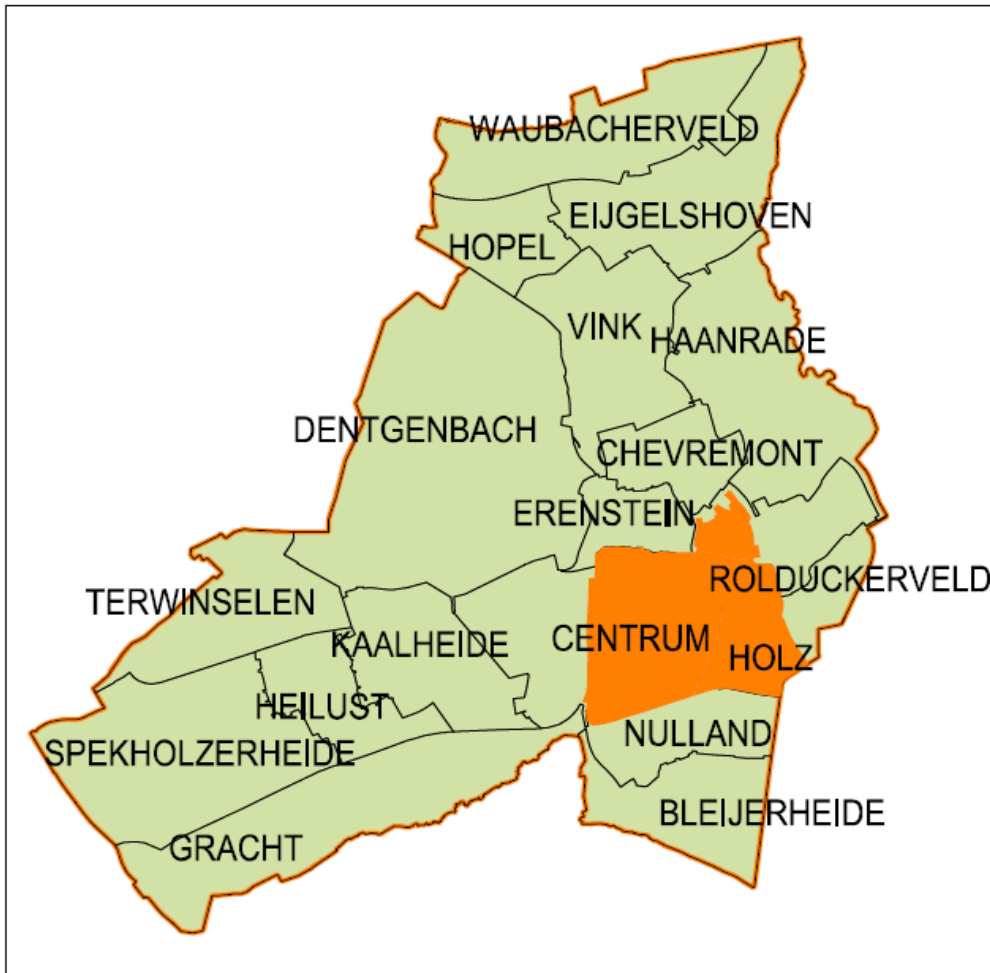 WAUBACHERVELD
EIJGELSHOVEN
HOPEL
VINK
HAANRADE
DENTGENBACH
CHEVREMONT
ERENSTEIN
ROLDUCKERVELD
TERWINSELEN
KAALHEIDE
CENTRUM
HOLZ
HEILUST
NULLAND
SPEKHOLZERHEIDE
BLEIJERHEIDE
GRACHT